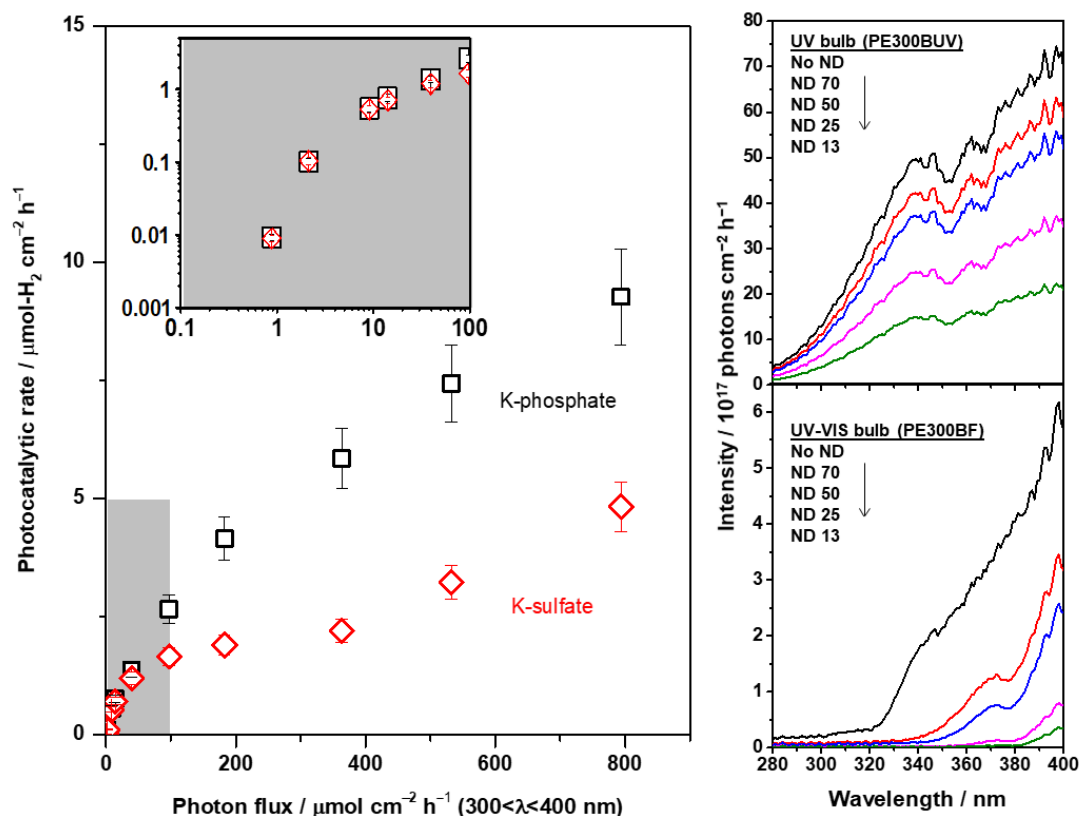 Photocatalytic rate / μmol-H₂ cm⁻² h⁻¹
15
10
5
0
0
200
400
600
800
Photon flux / μmol cm⁻² h⁻¹ (300<λ<400 nm)
1
0.1
0.01
0.001
0.1
1
10
100
K-phosphate
K-sulfate
Intensity / 10¹⁷ photons cm⁻² h⁻¹
80
70
60
50
40
30
20
10
0
UV bulb (PE300BUV)
No ND
ND 70
ND 50
ND 25
ND 13
6
5
4
3
2
1
0
UV-VIS bulb (PE300BF)
No ND
ND 70
ND 50
ND 25
ND 13
280
300
320
340
360
380
400
Wavelength / nm